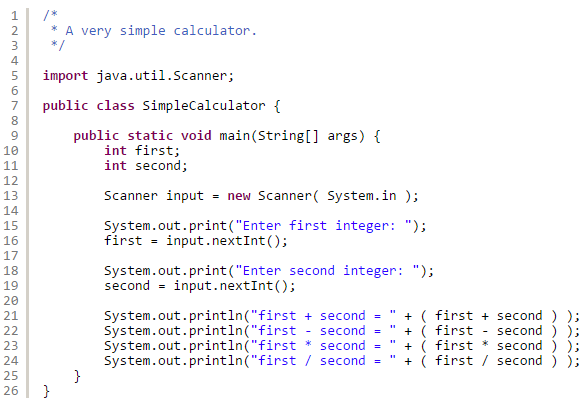 1 /*
2  * A very simple calculator.
3  */
4
5 import java.util.Scanner;
6
7 public class SimpleCalculator {
8
9     public static void main(String[] args) {
10         int first;
11         int second;
12
13         Scanner input = new Scanner( System.in );
14
15         System.out.print("Enter first integer: ");
16         first = input.nextInt();
17
18         System.out.print("Enter second integer: ");
19         second = input.nextInt();
20
21         System.out.println("first + second = " + ( first + second ) );
22         System.out.println("first - second = " + ( first - second ) );
23         System.out.println("first * second = " + ( first * second ) );
24         System.out.println("first / second = " + ( first / second ) );
25     }
26 }